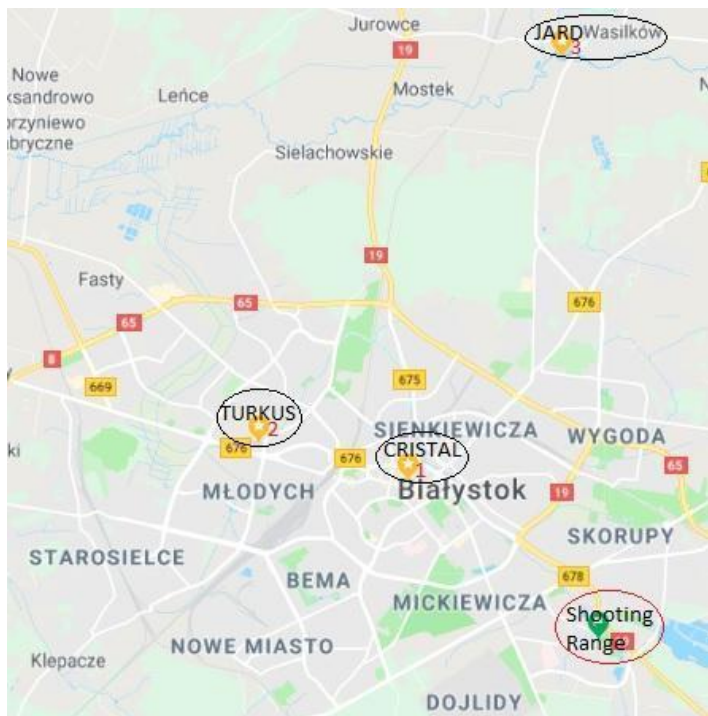 Jurowce
JARD Wasilków
3
19
Nowe
ksandrowo
Leńce
Mostek
orzyniewo
bryczne
Sielachowskie
19
Fasty
65
676
65
8
675
669
TURKUS
2
SIENKIEWICZA
WYGODA
ki
676
676
CRISTAL
1
65
MŁODYCH
Białystok
19
STAROSIELCE
SKORUPY
BEMA
678
MICKIEWICZA
Shooting
Range
NOWE MIASTO
Klepacze
DOJLIDY